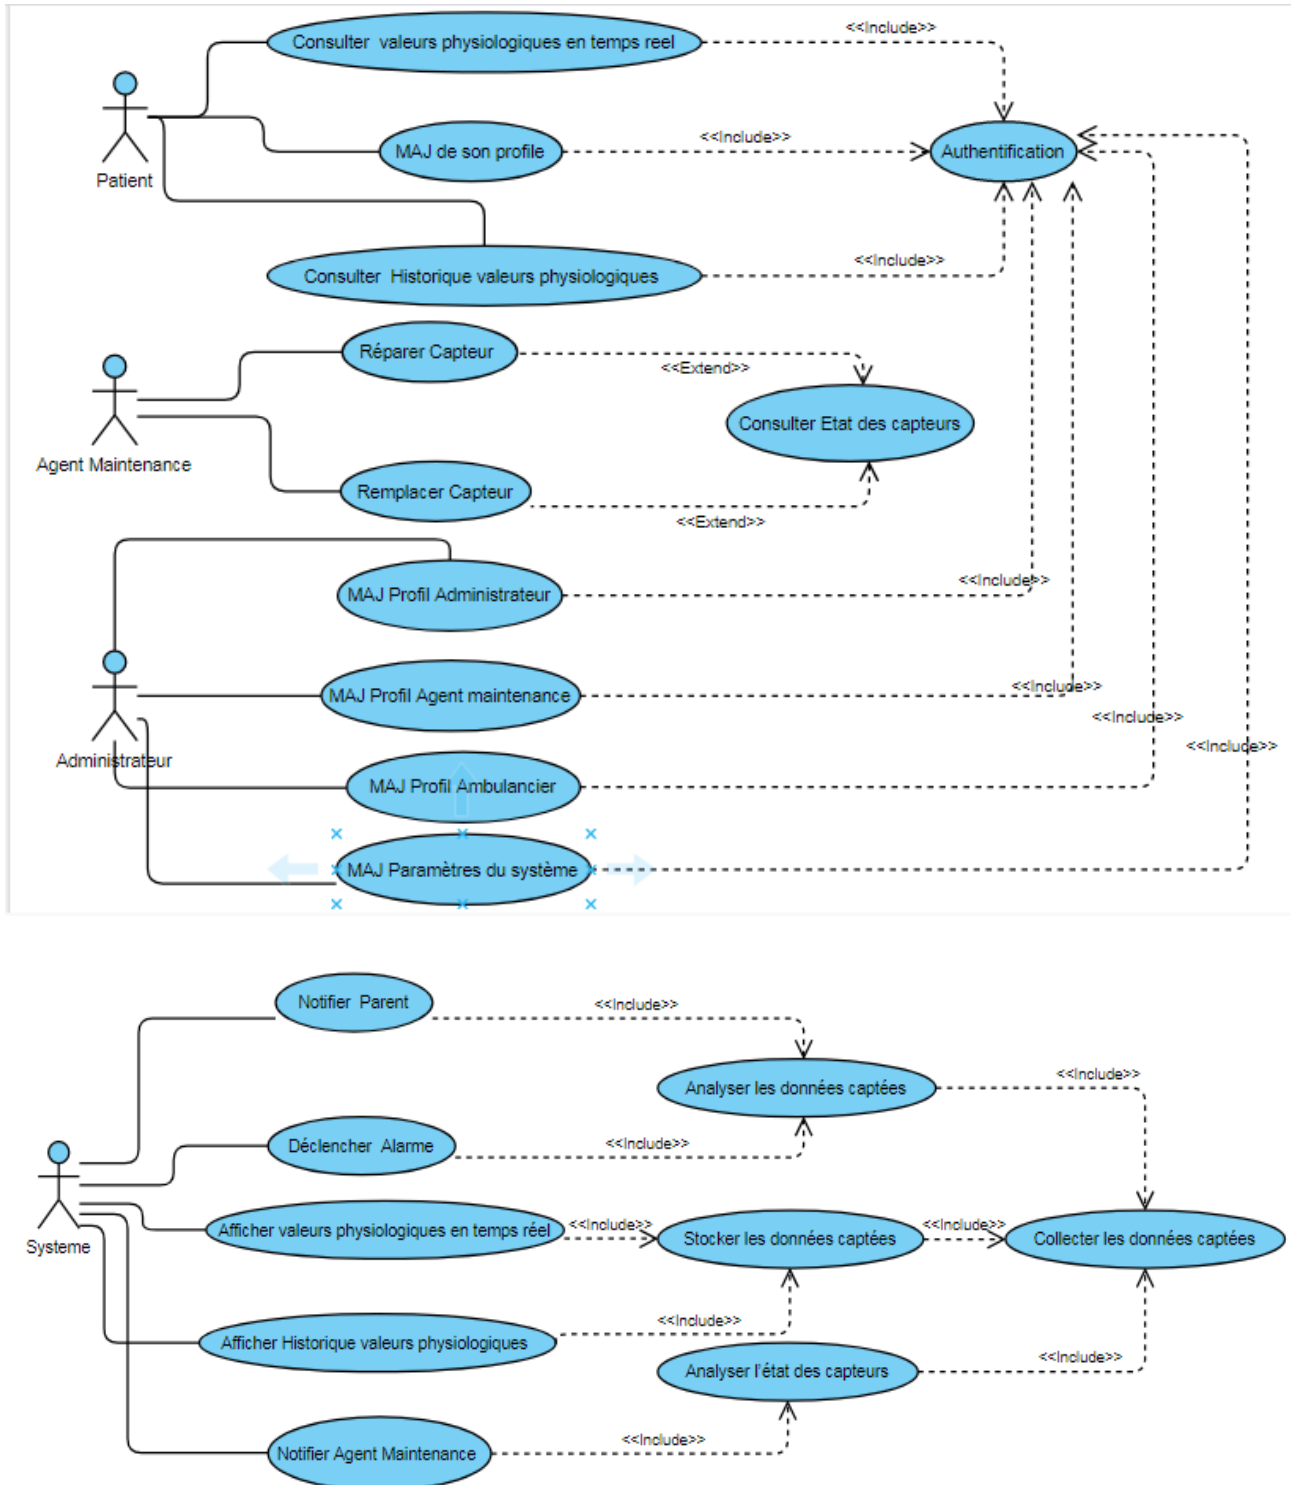 Consulter valeurs physiologiques en temps reel
<<Include>>
Patient
MAJ de son profile
<<Include>>
Authentification
Consulter Historique valeurs physiologiques
<<Include>>
Agent Maintenance
Réparer Capteur
<<Extend>>
Consulter Etat des capteurs
Remplacer Capteur
<<Extend>>
MAJ Profil Administrateur
<<Include>>
Administrateur
MAJ Profil Agent maintenance
<<Include>>
<<Include>>
<<Include>>
MAJ Profil Ambulancier
MAJ Paramètres du système
Notifier Parent
<<Include>>
Analyser les données captées
<<Include>>
Déclencher Alarme
<<Include>>
Systeme
Afficher valeurs physiologiques en temps réel
<<Include>>
Stocker les données captées
<<Include>>
Collecter les données captées
Afficher Historique valeurs physiologiques
<<Include>>
Analyser l'état des capteurs
<<Include>>
Notifier Agent Maintenance
<<Include>>